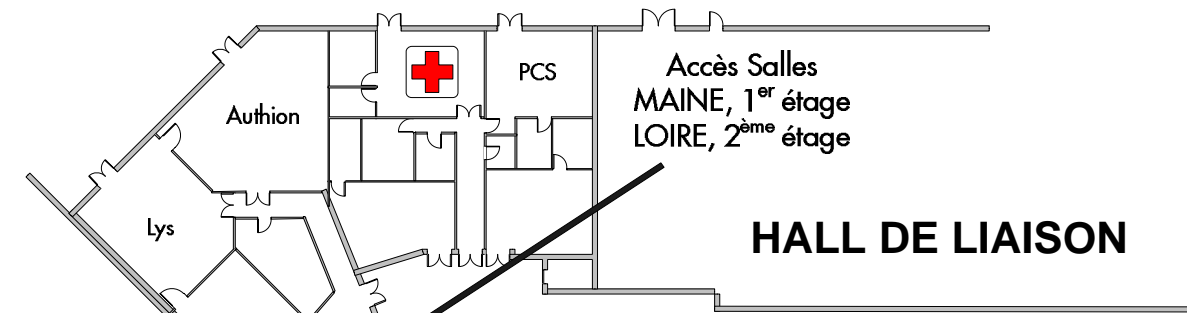 PCS
Accès Salles
MAINE, 1er étage
LOIRE, 2ème étage
Authion
Lys
HALL DE LIAISON